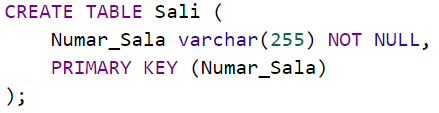 CREATE TABLE Sali (
    Numar_Sala varchar(255) NOT NULL,
    PRIMARY KEY (Numar_Sala)
);